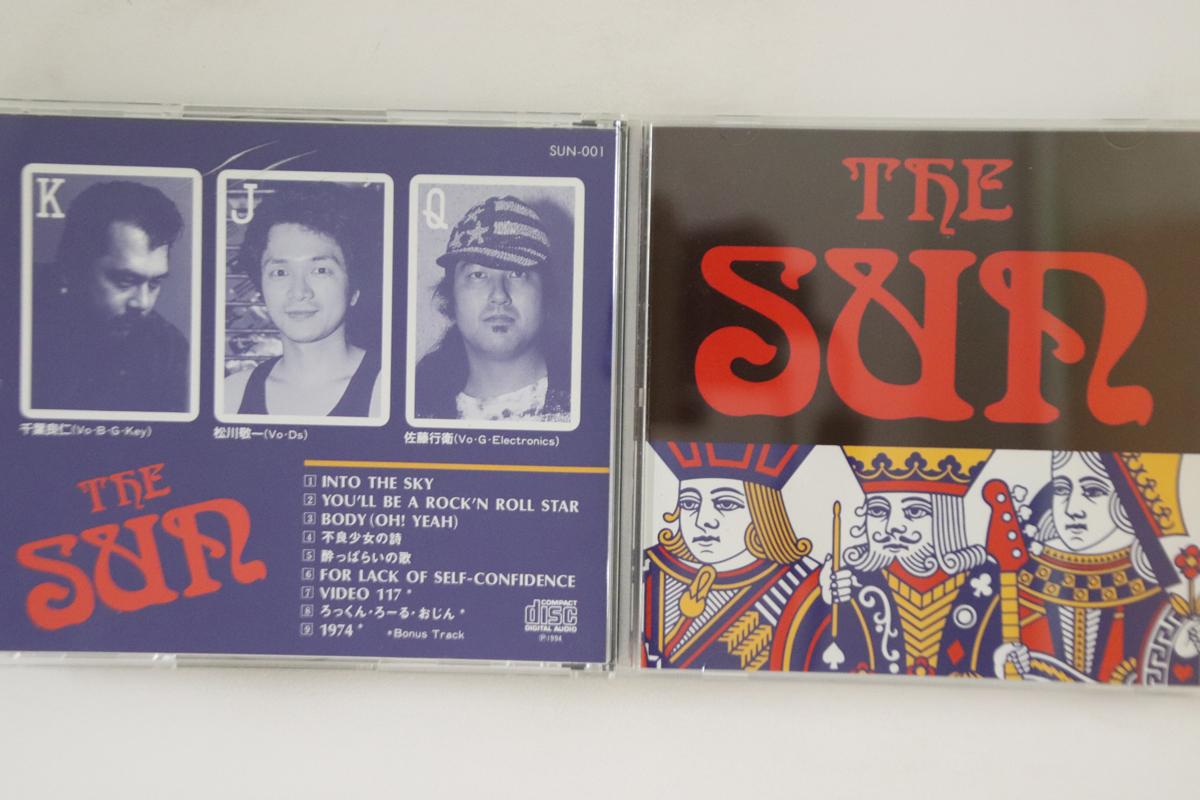 SUN-001
K
J
Q
千葉良仁(Vo・B・G・Key)
松川敬一(Vo・Ds)
佐藤行衛(Vo・G・Electronics)
THE
SUN
1 INTO THE SKY
2 YOU'LL BE A ROCK'N ROLL STAR
3 BODY (OH! YEAH)
4 不良少女の詩
5 酔っぱらいの歌
6 FOR LACK OF SELF-CONFIDENCE
7 VIDEO 117 *
8 ろっくん・ろーる・おじん *
9 1974 * *Bonus Track
COMPACT
disc
DIGITAL AUDIO
Ⓟ1994
THE
SUN